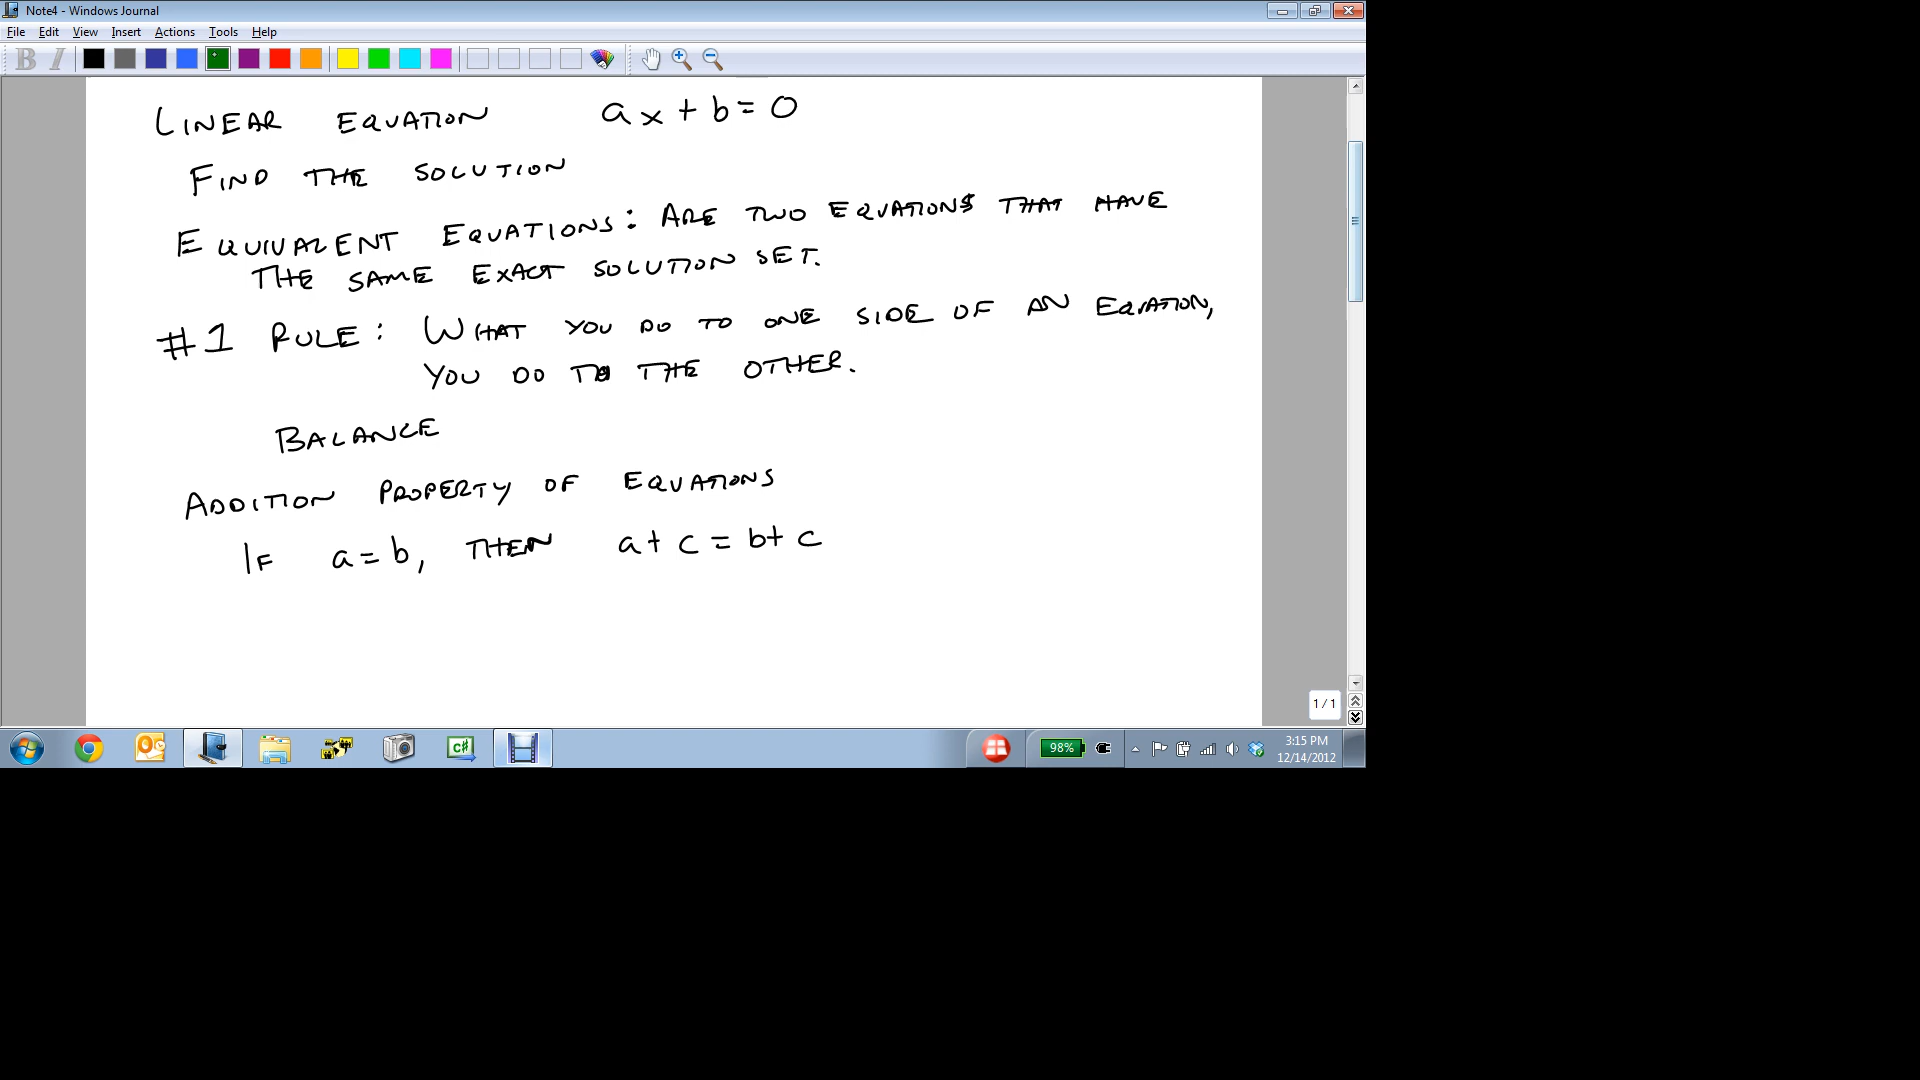 Note4 - Windows Journal
File Edit View Insert Actions Tools Help
B I
LINEAR EQUATION ax + b = 0
FIND THE SOLUTION
EQUIVALENT EQUATIONS: ARE TWO EQUATIONS THAT HAVE
THE SAME EXACT SOLUTION SET.
#1 RULE: WHAT YOU DO TO ONE SIDE OF AN EQUATION,
YOU DO TO THE OTHER.
BALANCE
ADDITION PROPERTY OF EQUATIONS
IF a = b, THEN a + c = b + c
1 / 1
98%
3:15 PM
12/14/2012